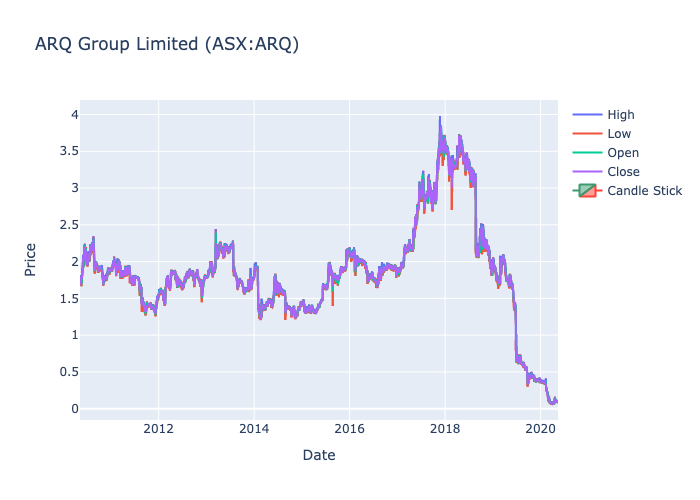 ARQ Group Limited (ASX:ARQ)
4
3.5
3
2.5
2
1.5
1
0.5
0
Price
2012
2014
2016
2018
2020
Date
High
Low
Open
Close
Candle Stick